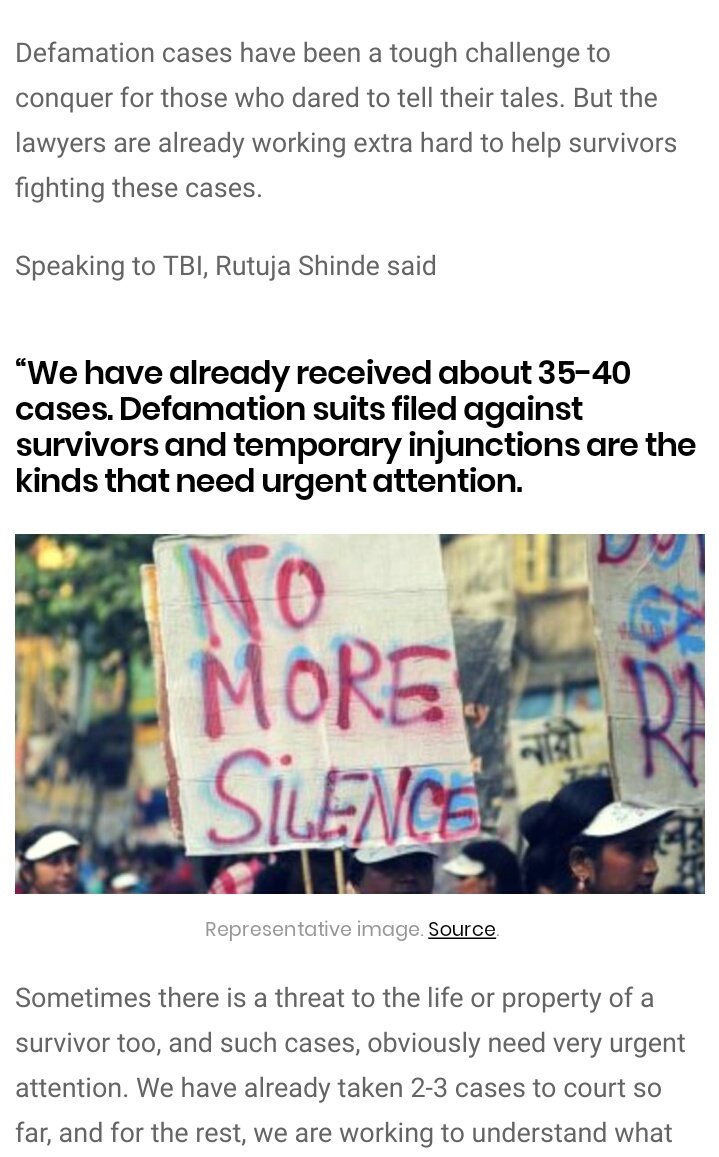 Defamation cases have been a tough challenge to
conquer for those who dared to tell their tales. But the
lawyers are already working extra hard to help survivors
fighting these cases.
Speaking to TBI, Rutuja Shinde said
“We have already received about 35-40
cases. Defamation suits filed against
survivors and temporary injunctions are the
kinds that need urgent attention.
NO
MORE
SiLENCE
নারী
Representative image. Source.
Sometimes there is a threat to the life or property of a
survivor too, and such cases, obviously need very urgent
attention. We have already taken 2-3 cases to court so
far, and for the rest, we are working to understand what